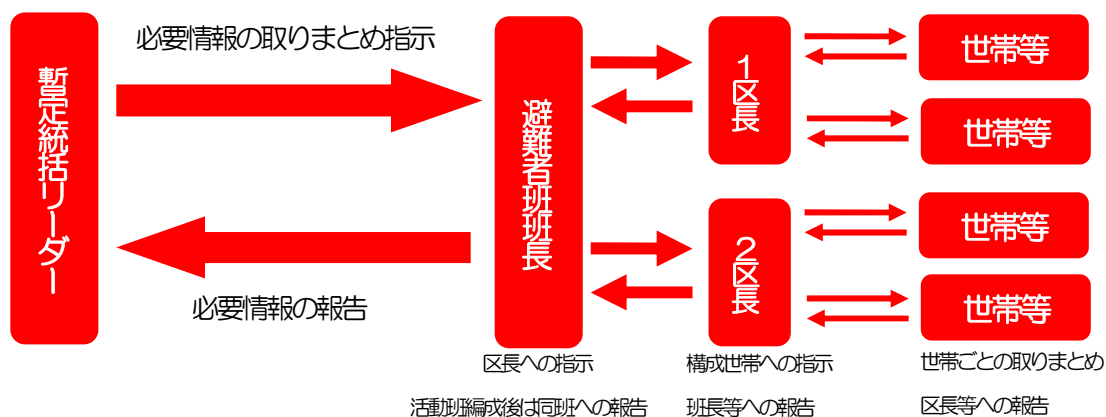 必要情報の取りまとめ指示
暫定統括リーダー
必要情報の報告
避難者班班長
1区長
2区長
世帯等
世帯等
世帯等
世帯等
区長への指示
活動班編成後は同班への報告
構成世帯への指示
班長等への報告
世帯ごとの取りまとめ
区長等への報告